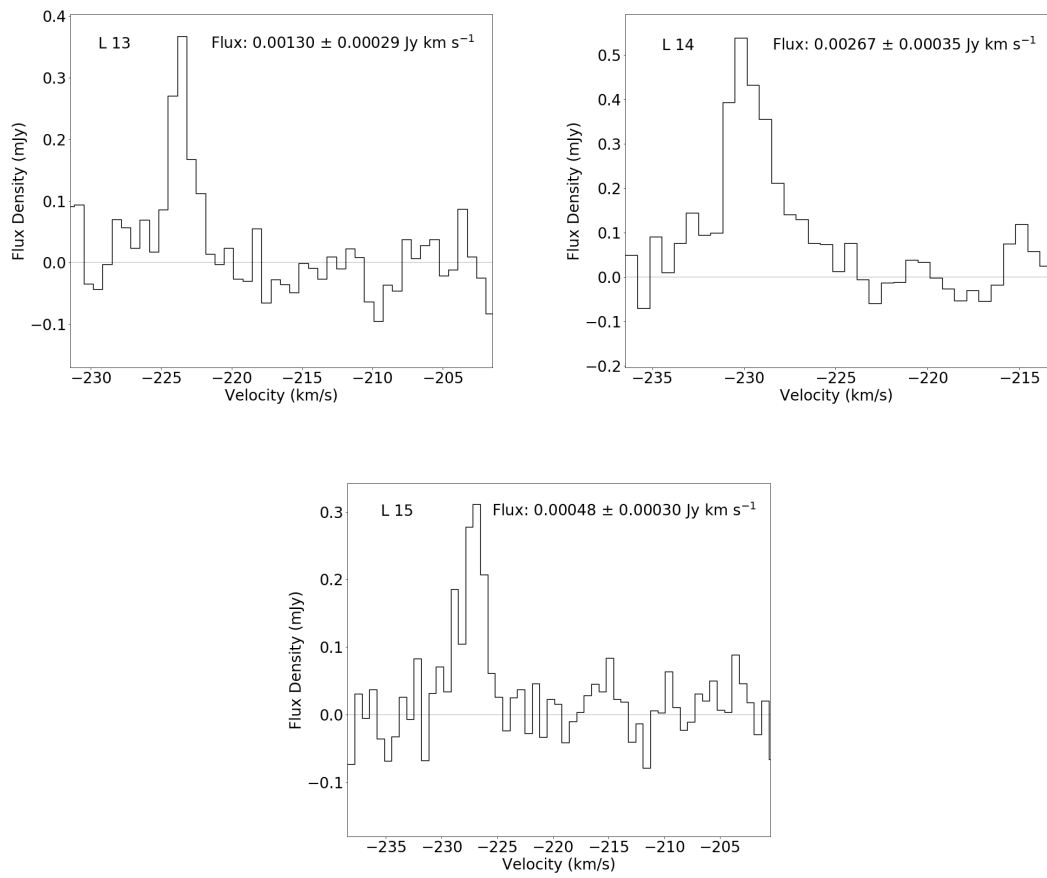 L 13 Flux: 0.00130 ± 0.00029 Jy km s⁻¹
0.4
0.3
0.2
0.1
0.0
−0.1
Flux Density (mJy)
−230 −225 −220 −215 −210 −205
Velocity (km/s)
L 14 Flux: 0.00267 ± 0.00035 Jy km s⁻¹
0.5
0.4
0.3
0.2
0.1
0.0
−0.1
−0.2
Flux Density (mJy)
−235 −230 −225 −220 −215
Velocity (km/s)
L 15 Flux: 0.00048 ± 0.00030 Jy km s⁻¹
0.3
0.2
0.1
0.0
−0.1
Flux Density (mJy)
−235 −230 −225 −220 −215 −210 −205
Velocity (km/s)